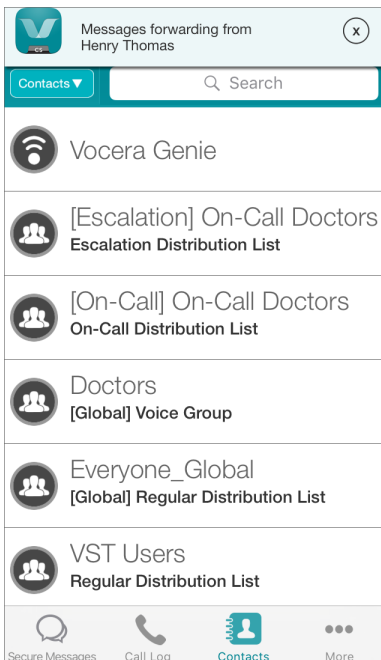 Messages forwarding from
Henry Thomas
x
CS
Contacts▼
Search
Vocera Genie
[Escalation] On-Call Doctors
Escalation Distribution List
[On-Call] On-Call Doctors
On-Call Distribution List
Doctors
[Global] Voice Group
Everyone_Global
[Global] Regular Distribution List
VST Users
Regular Distribution List
Secure Messages
Call Log
Contacts
More